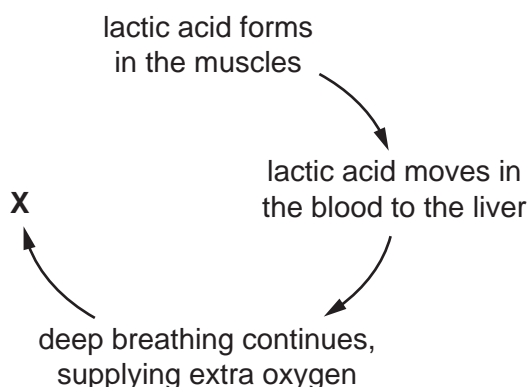 lactic acid forms
in the muscles
lactic acid moves in
the blood to the liver
X
deep breathing continues,
supplying extra oxygen